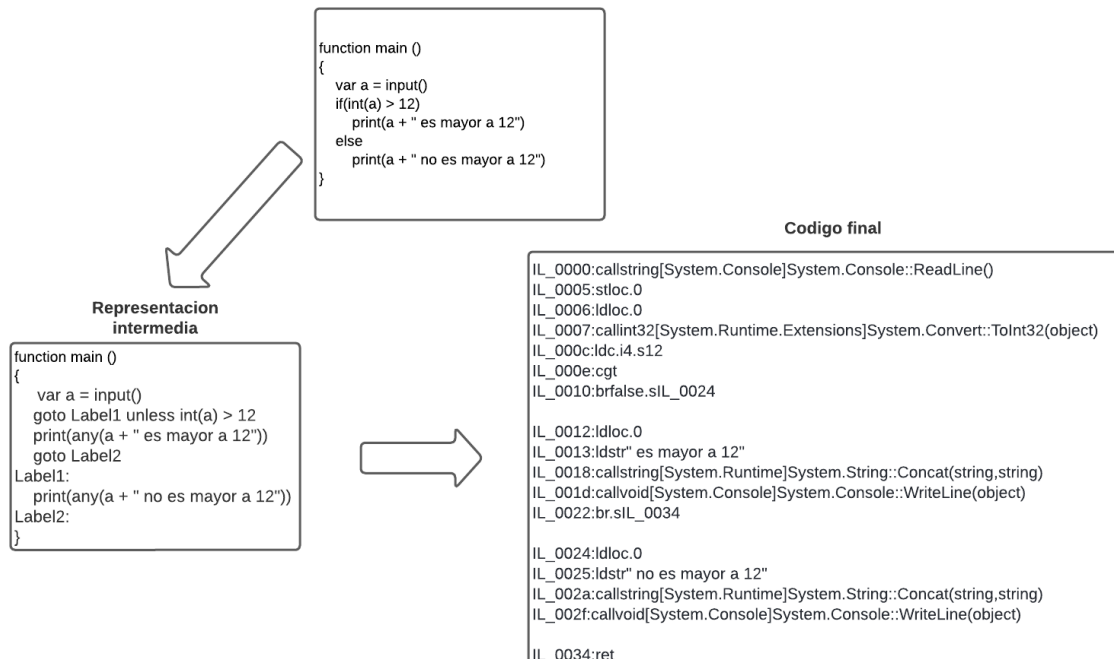 function main ()
{
var a = input()
if(int(a) > 12)
print(a + " es mayor a 12")
else
print(a + " no es mayor a 12")
}
Representacion
intermedia
function main ()
{
var a = input()
goto Label1 unless int(a) > 12
print(any(a + " es mayor a 12"))
goto Label2
Label1:
print(any(a + " no es mayor a 12"))
Label2:
}
Codigo final
IL_0000:callstring[System.Console]System.Console::ReadLine()
IL_0005:stloc.0
IL_0006:ldloc.0
IL_0007:callint32[System.Runtime.Extensions]System.Convert::ToInt32(object)
IL_000c:ldc.i4.s12
IL_000e:cgt
IL_0010:brfalse.sIL_0024
IL_0012:ldloc.0
IL_0013:ldstr" es mayor a 12"
IL_0018:callstring[System.Runtime]System.String::Concat(string,string)
IL_001d:callvoid[System.Console]System.Console::WriteLine(object)
IL_0022:br.sIL_0034
IL_0024:ldloc.0
IL_0025:ldstr" no es mayor a 12"
IL_002a:callstring[System.Runtime]System.String::Concat(string,string)
IL_002f:callvoid[System.Console]System.Console::WriteLine(object)
IL_0034:ret